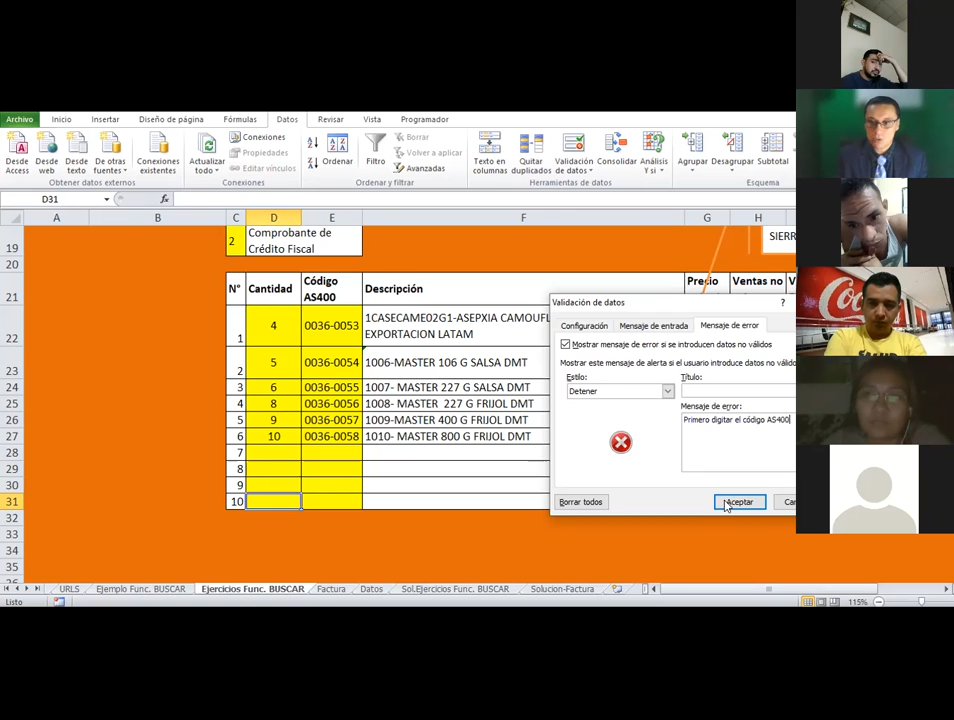 Archivo Inicio Insertar Diseño de página Fórmulas Datos Revisar Vista Programador
Desde Access
Desde web
Desde texto
De otras fuentes
Conexiones existentes
Actualizar todo
Conexiones
Propiedades
Editar vínculos
Ordenar
Filtro
Borrar
Volver a aplicar
Avanzadas
Texto en columnas
Quitar duplicados
Validación de datos
Consolidar
Análisis Y si
Agrupar
Desagrupar
Subtotal
Obtener datos externos Conexiones Ordenar y filtrar Herramientas de datos Esquema
D31 fx
A B C D E F G H
19 2 Comprobante de
Crédito Fiscal
SIERR
20
21 N° Cantidad Código AS400 Descripción Precio Ventas no V
22 1 4 0036-0053 1CASECAME02G1-ASEPXIA CAMOUFL
EXPORTACION LATAM
23 2 5 0036-0054 1006-MASTER 106 G SALSA DMT
24 3 6 0036-0055 1007- MASTER 227 G SALSA DMT
25 4 8 0036-0056 1008- MASTER 227 G FRIJOL DMT
26 5 9 0036-0057 1009-MASTER 400 G FRIJOL DMT
27 6 10 0036-0058 1010- MASTER 800 G FRIJOL DMT
28 7
29 8
30 9
31 10
32
33
34
35
Validación de datos ?
Configuración Mensaje de entrada Mensaje de error
Mostrar mensaje de error si se introducen datos no válidos
Mostrar este mensaje de alerta si el usuario introduce datos no válido
Estilo: Título:
Detener
Mensaje de error:
Primero digitar el código AS400
Borrar todos Aceptar Can
URLS Ejemplo Func. BUSCAR Ejercicios Func. BUSCAR Factura Datos Sol.Ejercicios Func. BUSCAR Solucion-Factura
Listo 115%